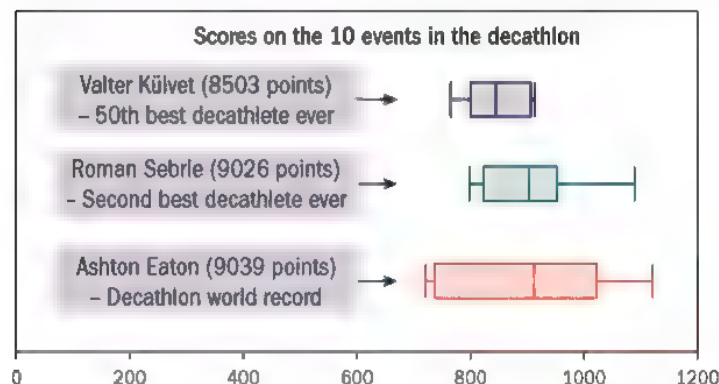 Scores on the 10 events in the decathlon
Valter Külvet (8503 points)
– 50th best decathlete ever
Roman Sebrle (9026 points)
– Second best decathlete ever
Ashton Eaton (9039 points)
– Decathlon world record
0 200 400 600 800 1000 1200